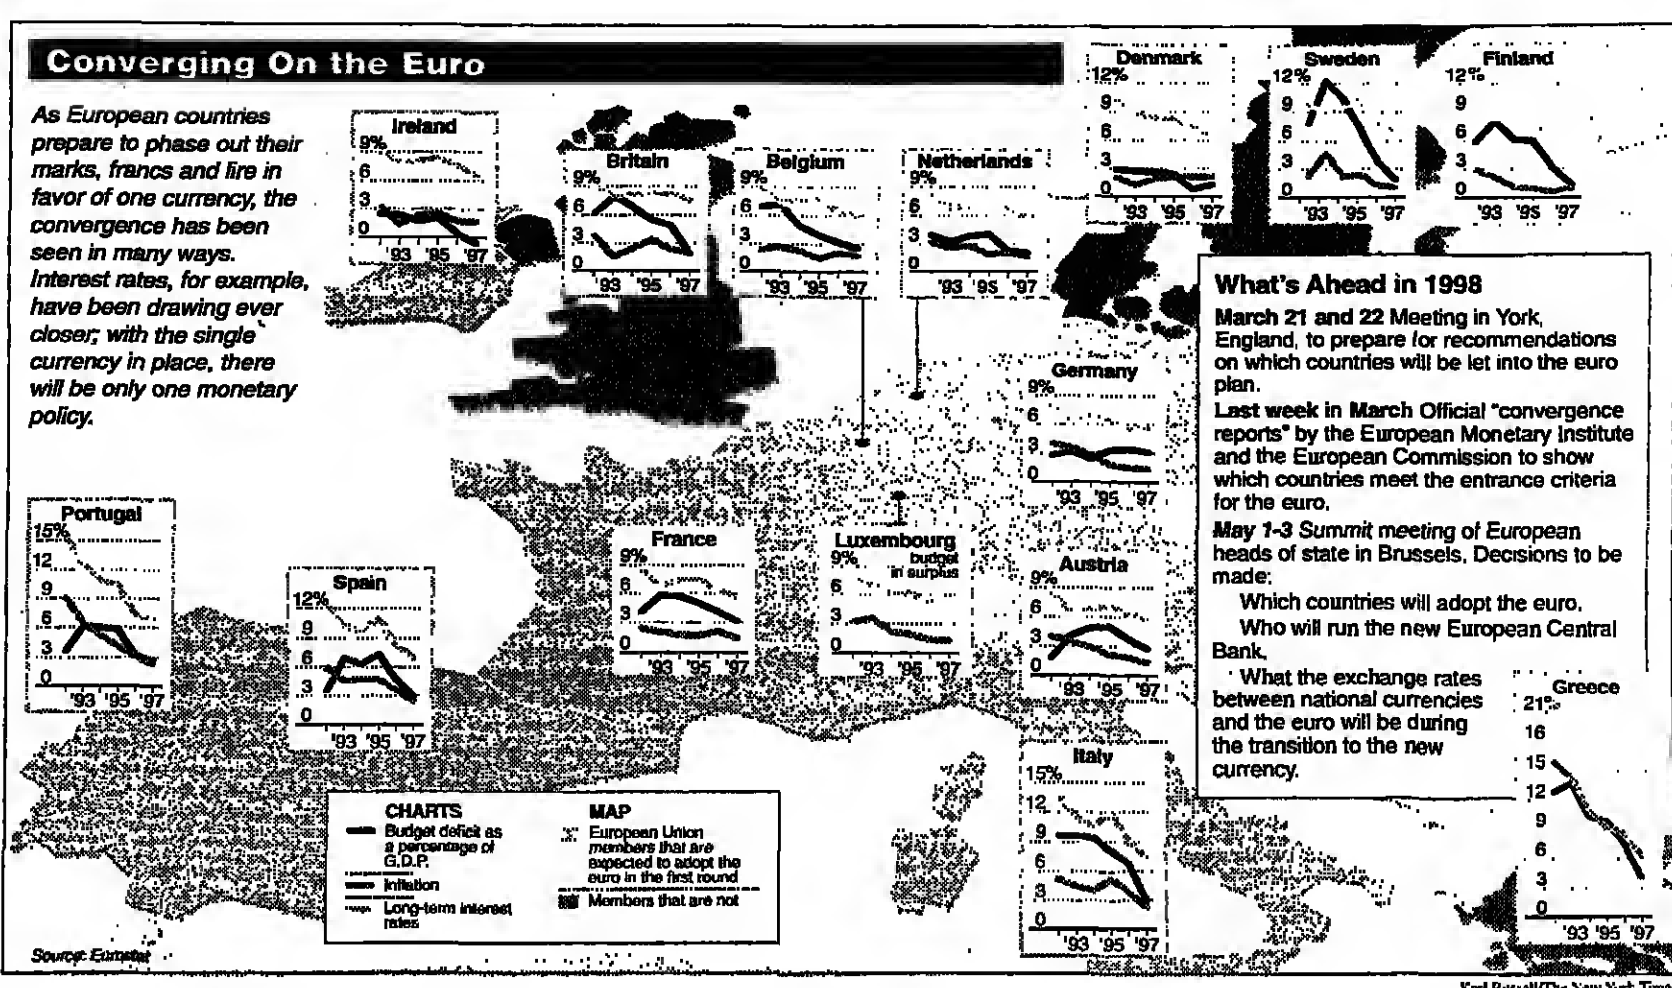 Converging On the Euro
As European countries
prepare to phase out their
marks, francs and lire in
favor of one currency, the
convergence has been
seen in many ways.
Interest rates, for example,
have been drawing ever
closer; with the single
currency in place, there
will be only one monetary
policy.
Ireland
9%
6
3
0
'93 '95 '97
Britain
9%
6
3
0
'93 '95 '97
Belgium
9%
6
3
0
'93 '95 '97
Netherlands
9%
6
3
0
'93 '95 '97
Denmark
12%
9
6
3
0
'93 '95 '97
Sweden
12%
9
6
3
0
'93 '95 '97
Finland
12%
9
6
3
0
'93 '95 '97
What's Ahead in 1998
March 21 and 22 Meeting in York,
England, to prepare for recommendations
on which countries will be let into the euro
plan.
Last week in March Official "convergence
reports" by the European Monetary Institute
and the European Commission to show
which countries meet the entrance criteria
for the euro.
May 1-3 Summit meeting of European
heads of state in Brussels. Decisions to be
made:
Which countries will adopt the euro.
Who will run the new European Central
Bank.
What the exchange rates
between national currencies
and the euro will be during
the transition to the new
currency.
Germany
9%
6
3
0
'93 '95 '97
Portugal
15%
12
9
6
3
0
'93 '95 '97
Spain
12%
9
6
3
0
'93 '95 '97
France
9%
6
3
0
'93 '95 '97
Luxembourg
9% budget
in surplus
6
3
0
'93 '95 '97
Austria
9%
6
3
0
'93 '95 '97
Italy
15%
12
9
6
3
0
'93 '95 '97
Greece
21%
16
15
12
9
6
3
0
'93 '95 '97
CHARTS
Budget deficit as
a percentage of
G.D.P.
Inflation
Long-term interest
rates
MAP
European Union
members that are
expected to adopt the
euro in the first round
Members that are not
Source: Eurostat
Karl Russell/The New York Times